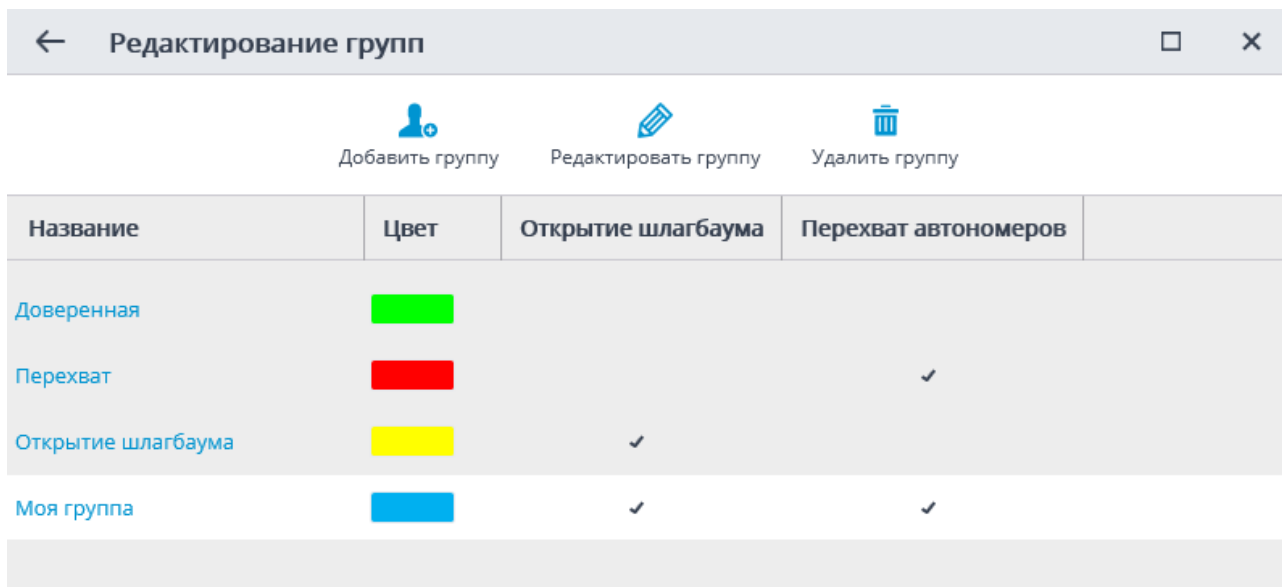 Редактирование групп
Добавить группу Редактировать группу Удалить группу
Название Цвет Открытие шлагбаума Перехват автономеров
Доверенная
Перехват
Открытие шлагбаума
Моя группа